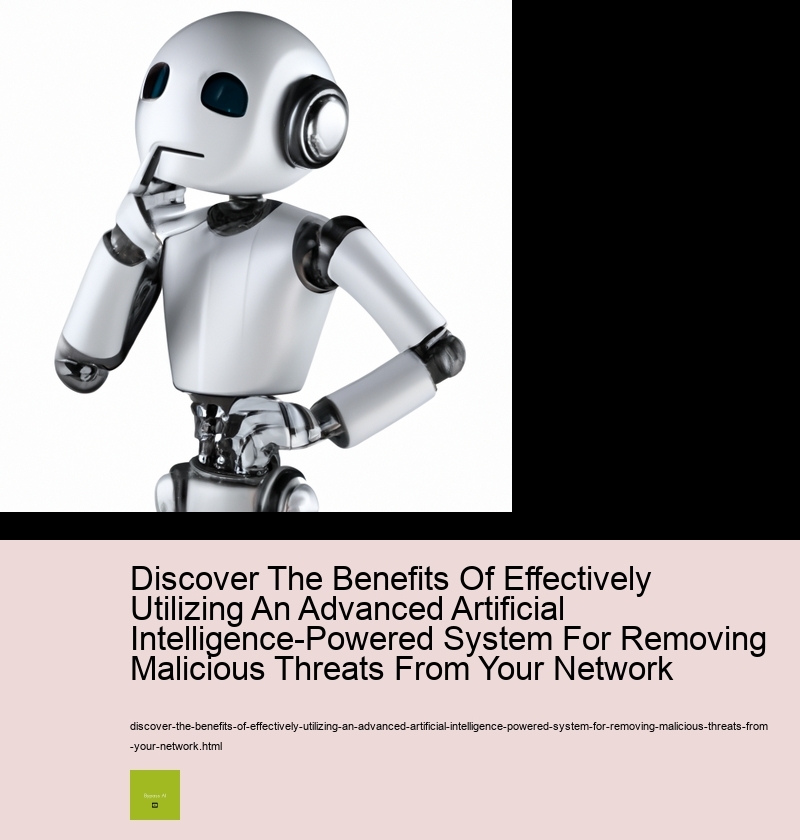 Discover The Benefits Of Effectively
Utilizing An Advanced Artificial
Intelligence-Powered System For Removing
Malicious Threats From Your Network
discover-the-benefits-of-effectively-utilizing-an-advanced-artificial-intelligence-powered-system-for-removing-malicious-threats-from
-your-network.html